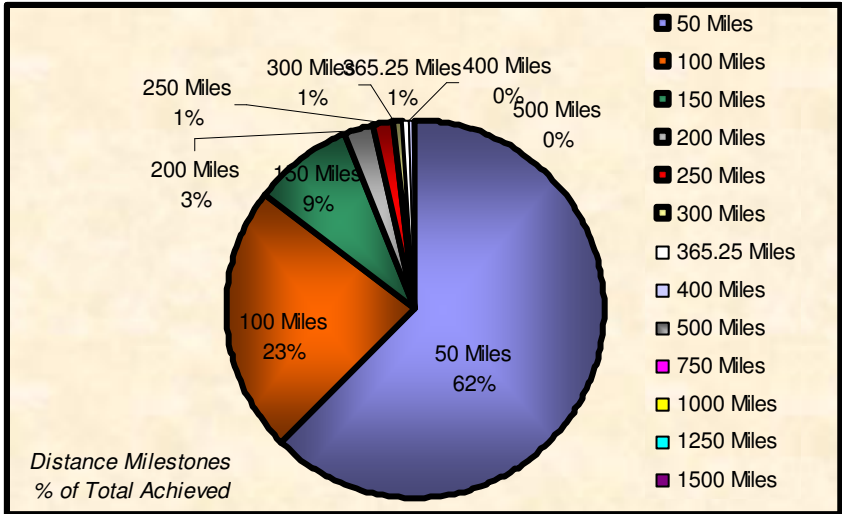 250 Miles
1%
300 Miles
1%
365.25 Miles
1%
400 Miles
0%
500 Miles
0%
200 Miles
3%
150 Miles
9%
100 Miles
23%
50 Miles
62%
Distance Milestones
% of Total Achieved
50 Miles
100 Miles
150 Miles
200 Miles
250 Miles
300 Miles
365.25 Miles
400 Miles
500 Miles
750 Miles
1000 Miles
1250 Miles
1500 Miles